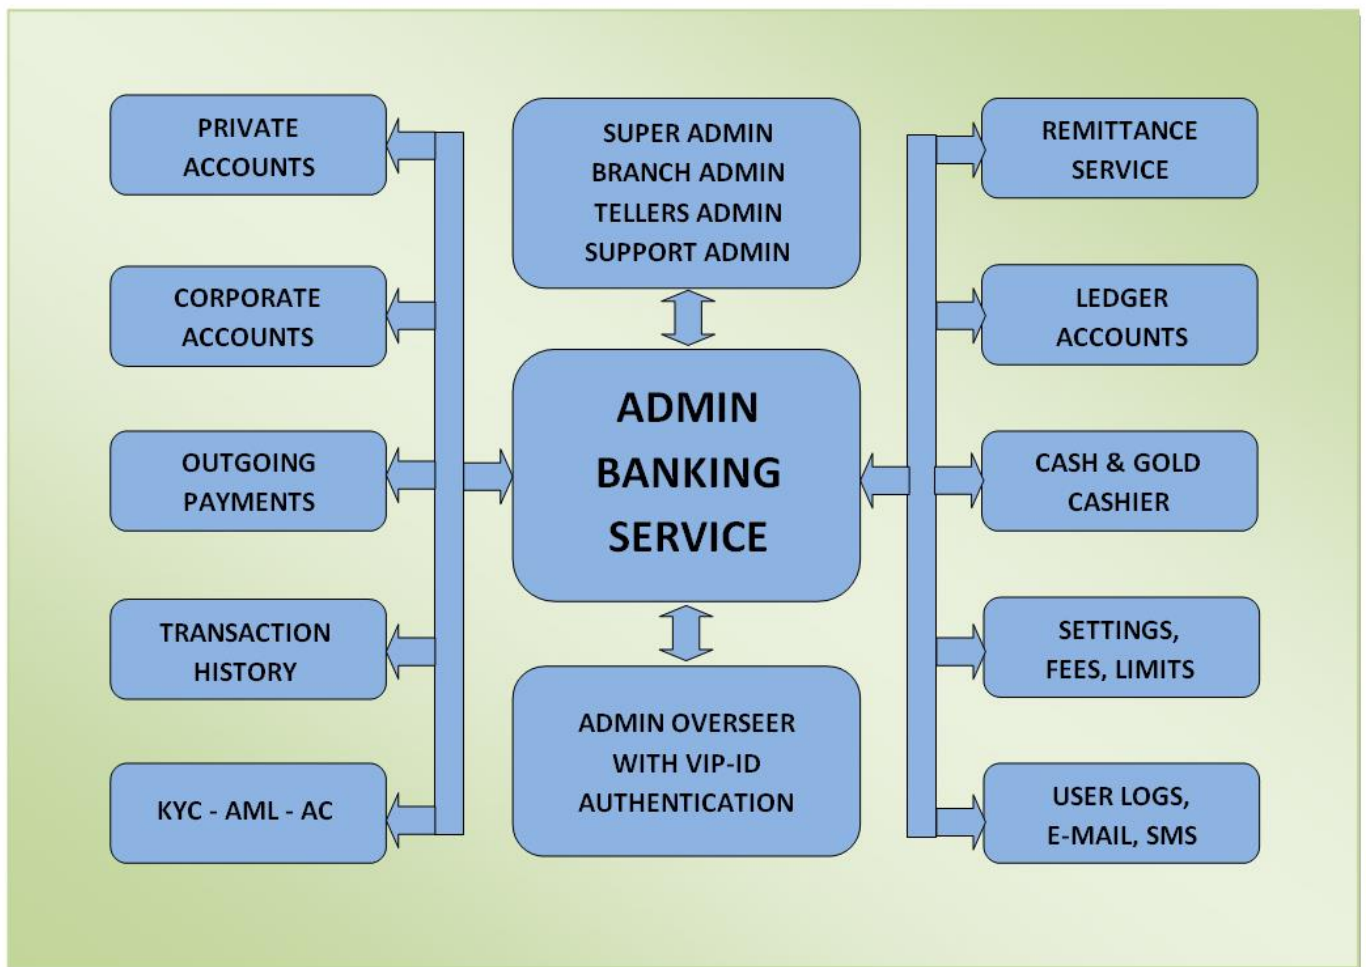 PRIVATE
ACCOUNTS
CORPORATE
ACCOUNTS
OUTGOING
PAYMENTS
TRANSACTION
HISTORY
KYC - AML - AC
SUPER ADMIN
BRANCH ADMIN
TELLERS ADMIN
SUPPORT ADMIN
ADMIN
BANKING
SERVICE
ADMIN OVERSEER
WITH VIP-ID
AUTHENTICATION
REMITTANCE
SERVICE
LEDGER
ACCOUNTS
CASH & GOLD
CASHIER
SETTINGS,
FEES, LIMITS
USER LOGS,
E-MAIL, SMS